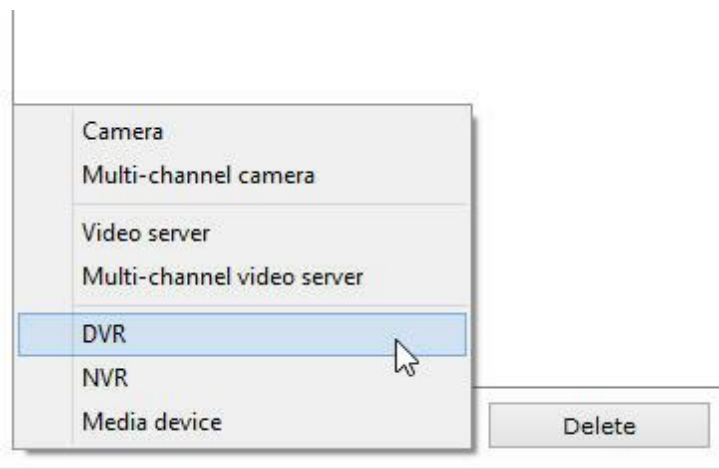 Camera
Multi-channel camera
Video server
Multi-channel video server
DVR
NVR
Media device
Delete